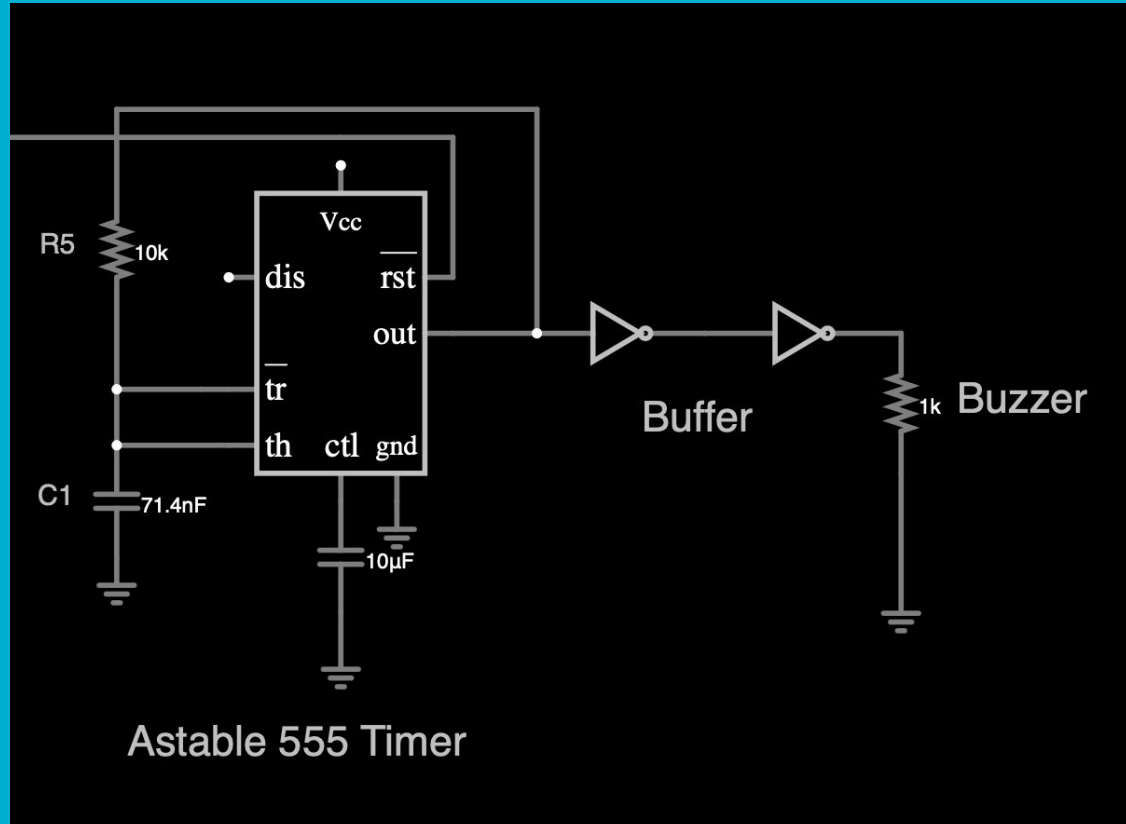 Vcc
R5
10k
dis
rst
out
tr
1k
Buzzer
Buffer
th
ctl
gnd
C1
71.4nF
10µF
Astable 555 Timer